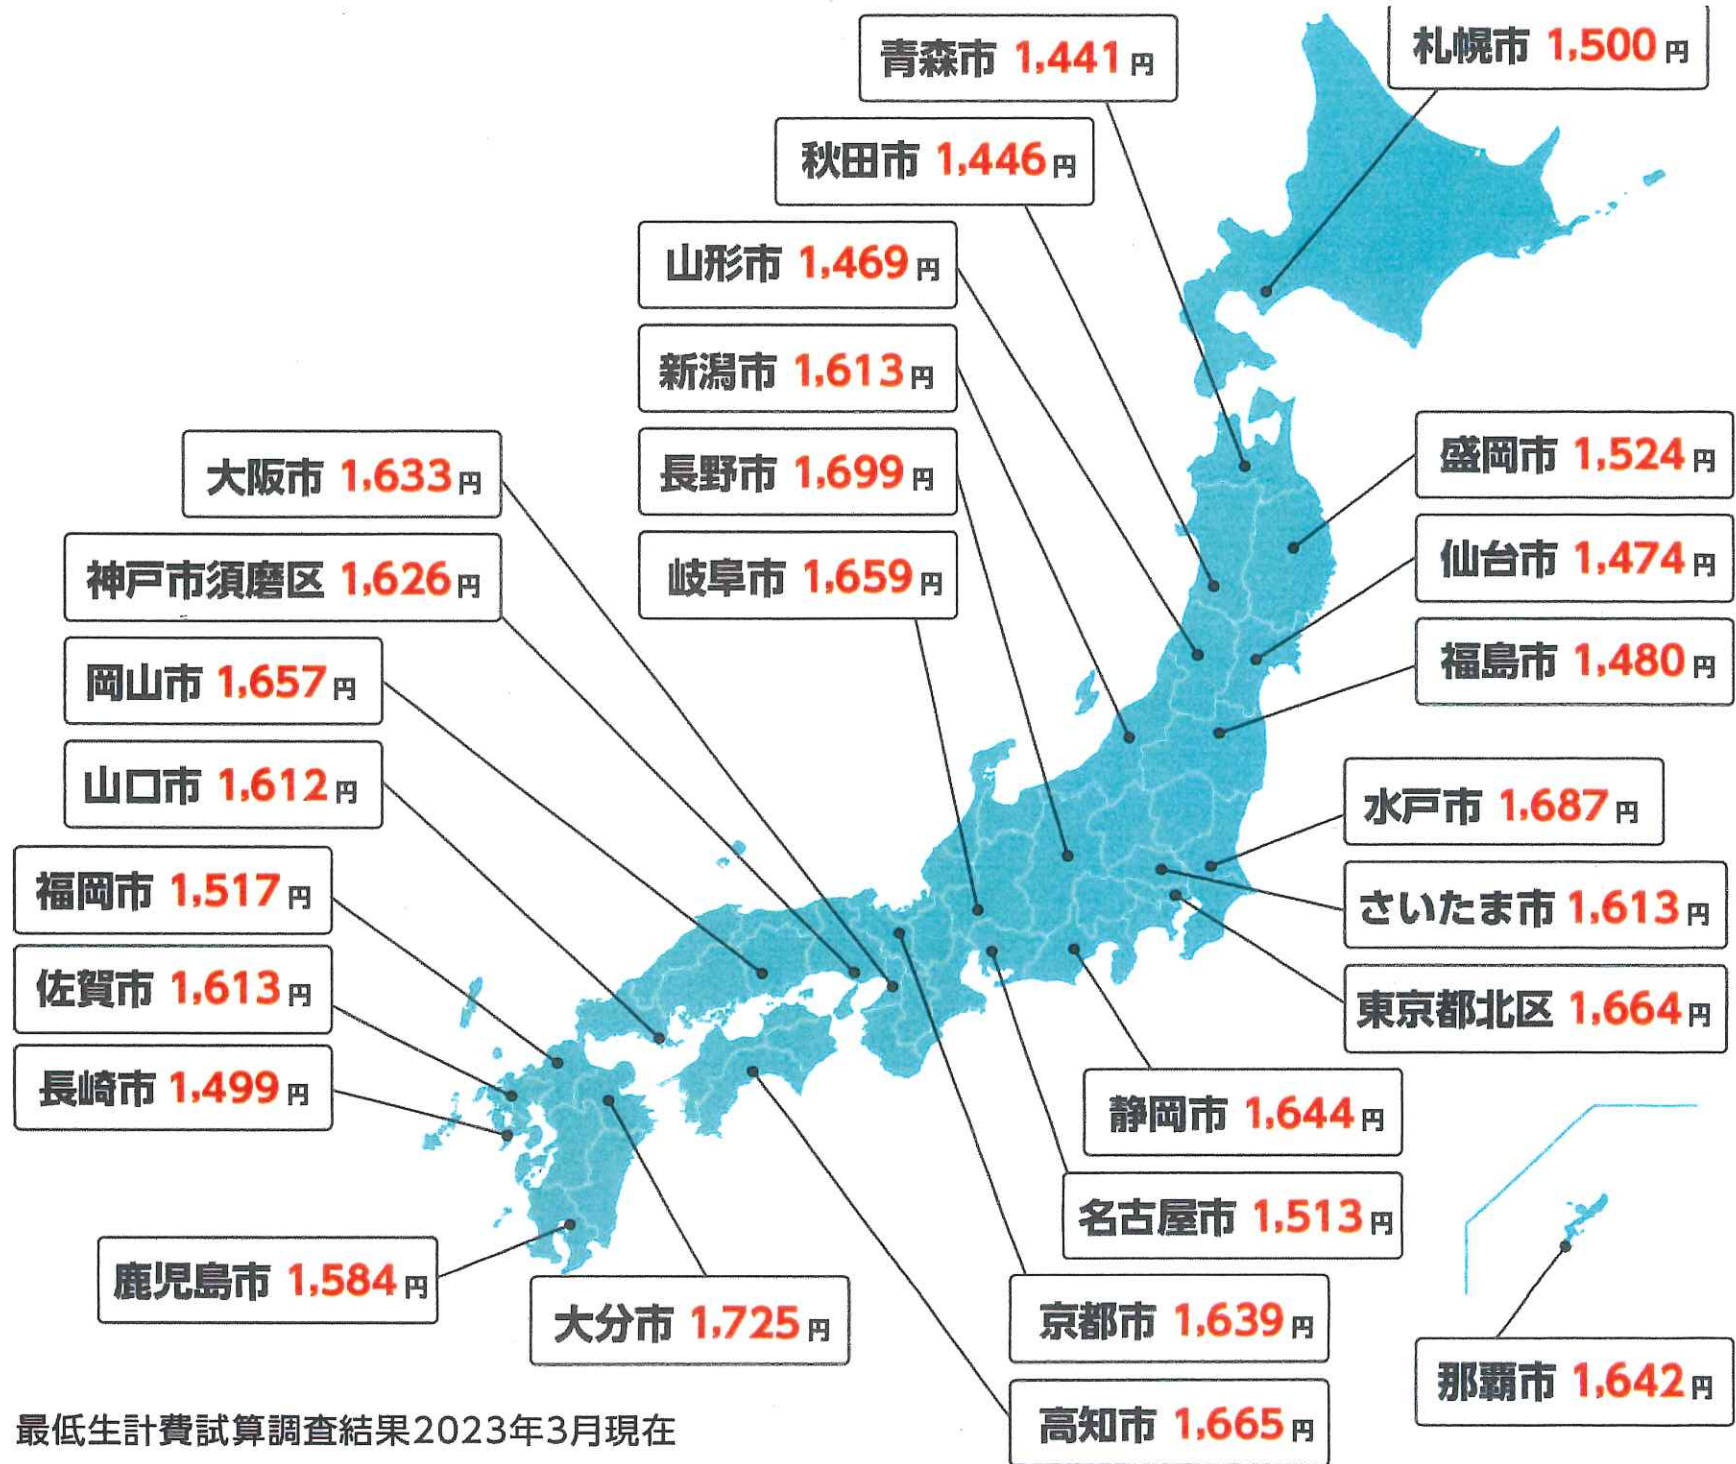 青森市 1,441円
札幌市 1,500円
秋田市 1,446円
山形市 1,469円
新潟市 1,613円
長野市 1,699円
岐阜市 1,659円
大阪市 1,633円
神戸市須磨区 1,626円
岡山市 1,657円
山口市 1,612円
福岡市 1,517円
佐賀市 1,613円
長崎市 1,499円
鹿児島市 1,584円
大分市 1,725円
盛岡市 1,524円
仙台市 1,474円
福島市 1,480円
水戸市 1,687円
さいたま市 1,613円
東京都北区 1,664円
静岡市 1,644円
名古屋市 1,513円
京都市 1,639円
高知市 1,665円
那覇市 1,642円
最低生計費試算調査結果2023年3月現在